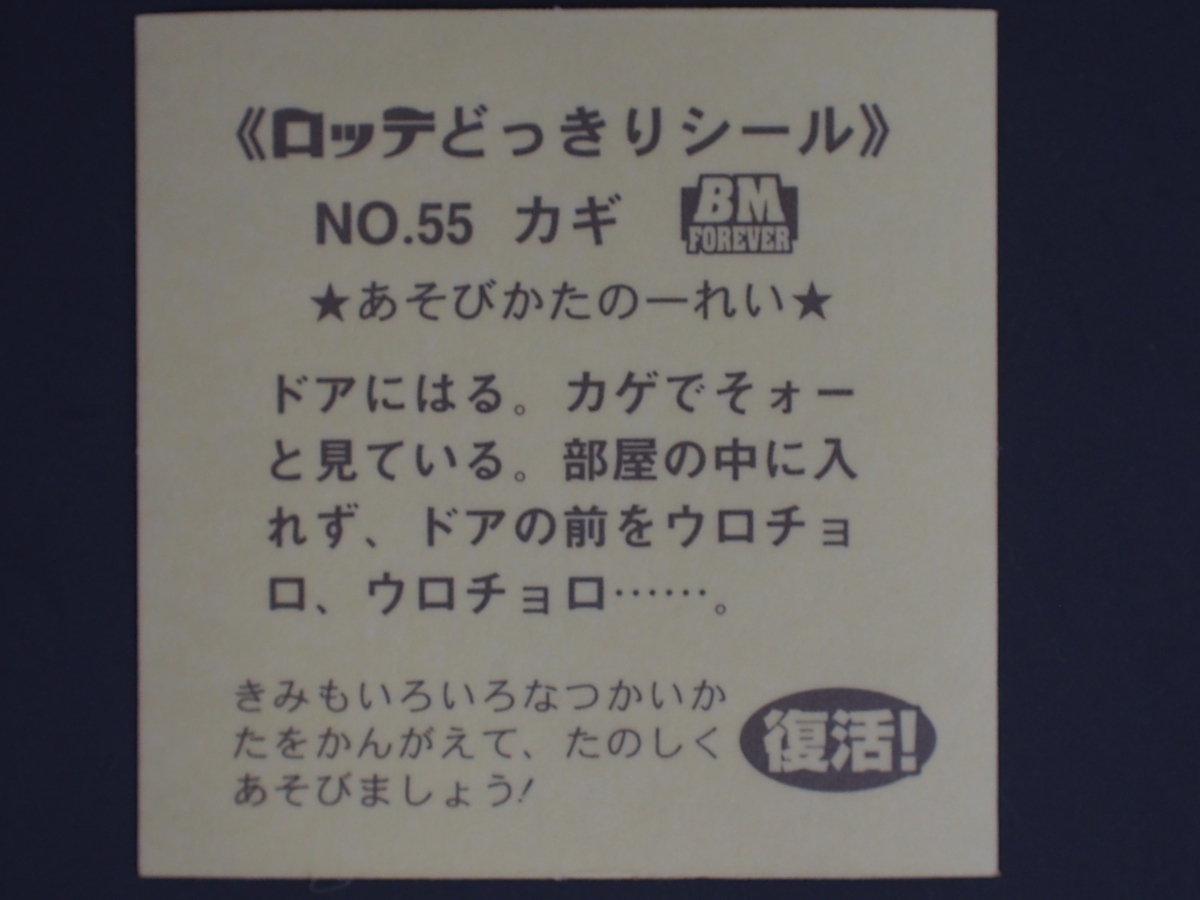 《ロッテどっきりシール》
NO.55 カギ BM FOREVER
★あそびかたの一れい★
ドアにはる。カゲでそォー
と見ている。部屋の中に入
れず、ドアの前をウロチョ
ロ、ウロチョロ……。
きみもいろいろなつかいか
たをかんがえて、たのしく
あそびましょう!
復活!